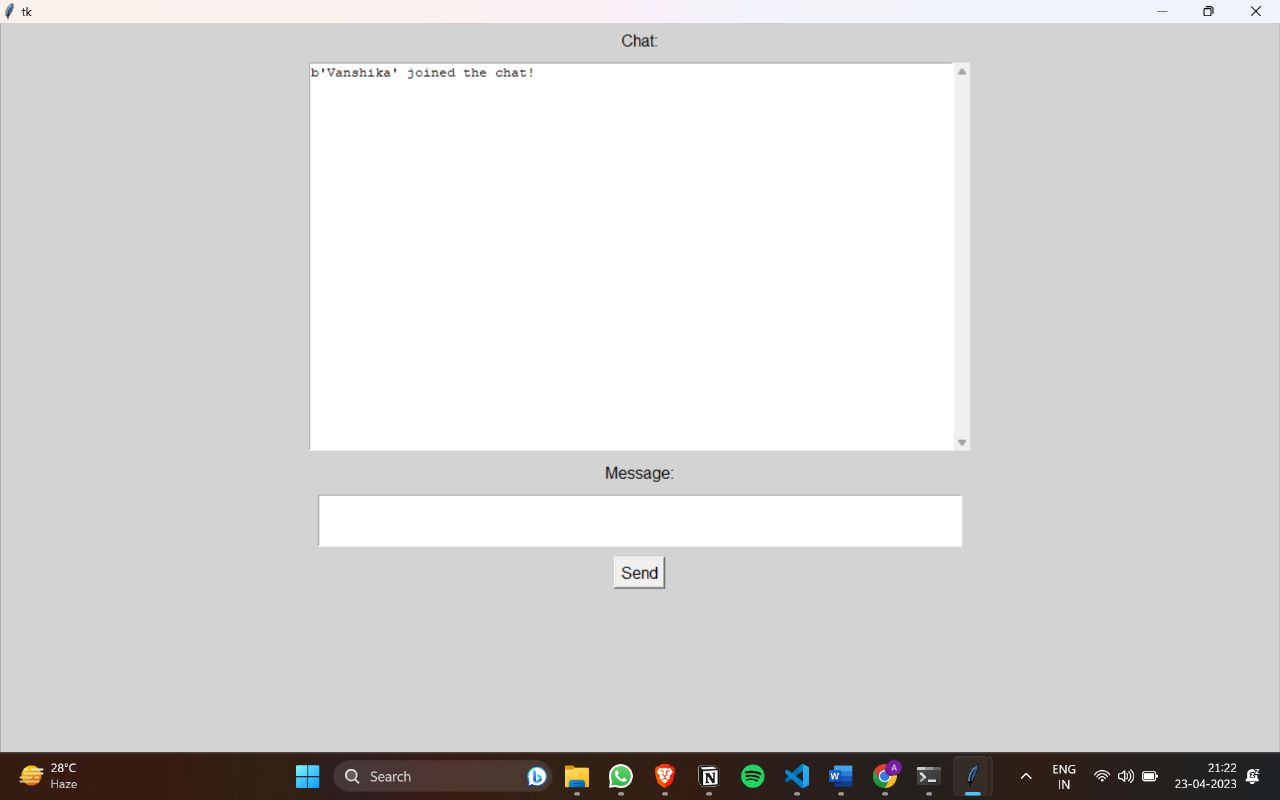 tk
Chat:
b'Vanshika' joined the chat!
Message:
Send
28°C
Haze
Search
ENG
IN
21:22
23-04-2023